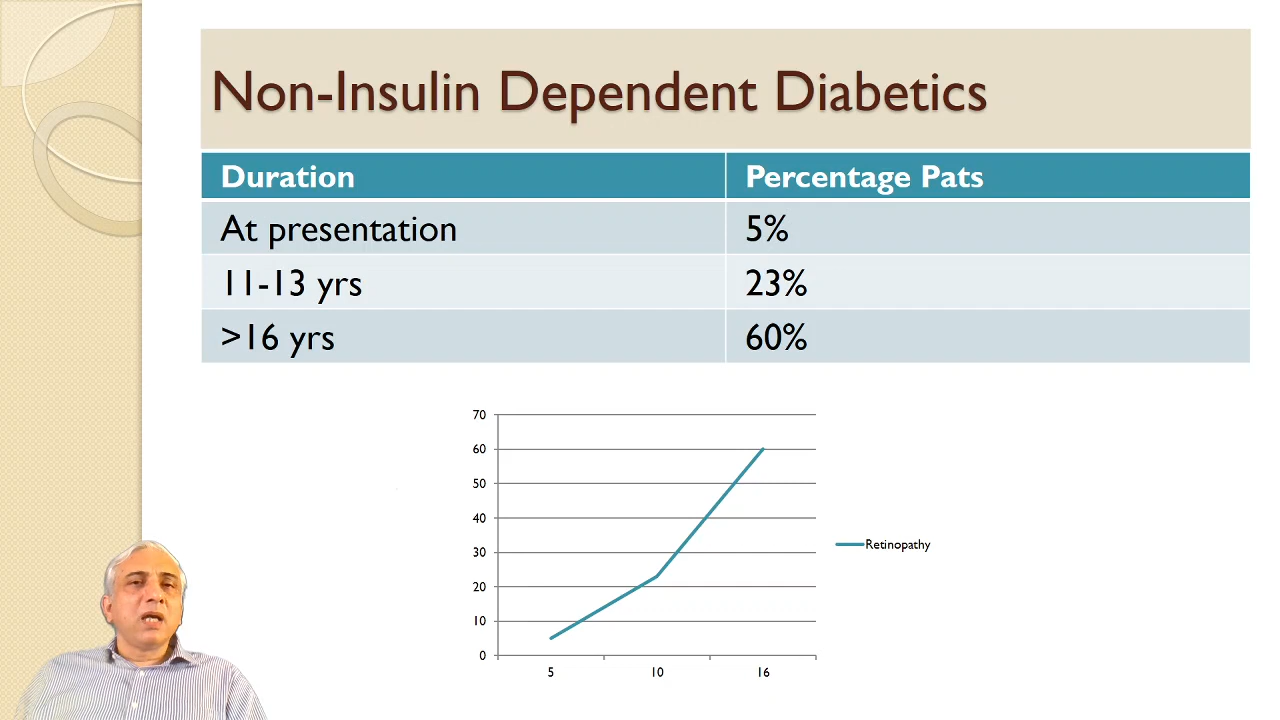 Non-Insulin Dependent Diabetics
Duration Percentage Pats
At presentation 5%
11-13 yrs 23%
>16 yrs 60%
70
60
50
40
30
20
10
0
5 10 16
Retinopathy